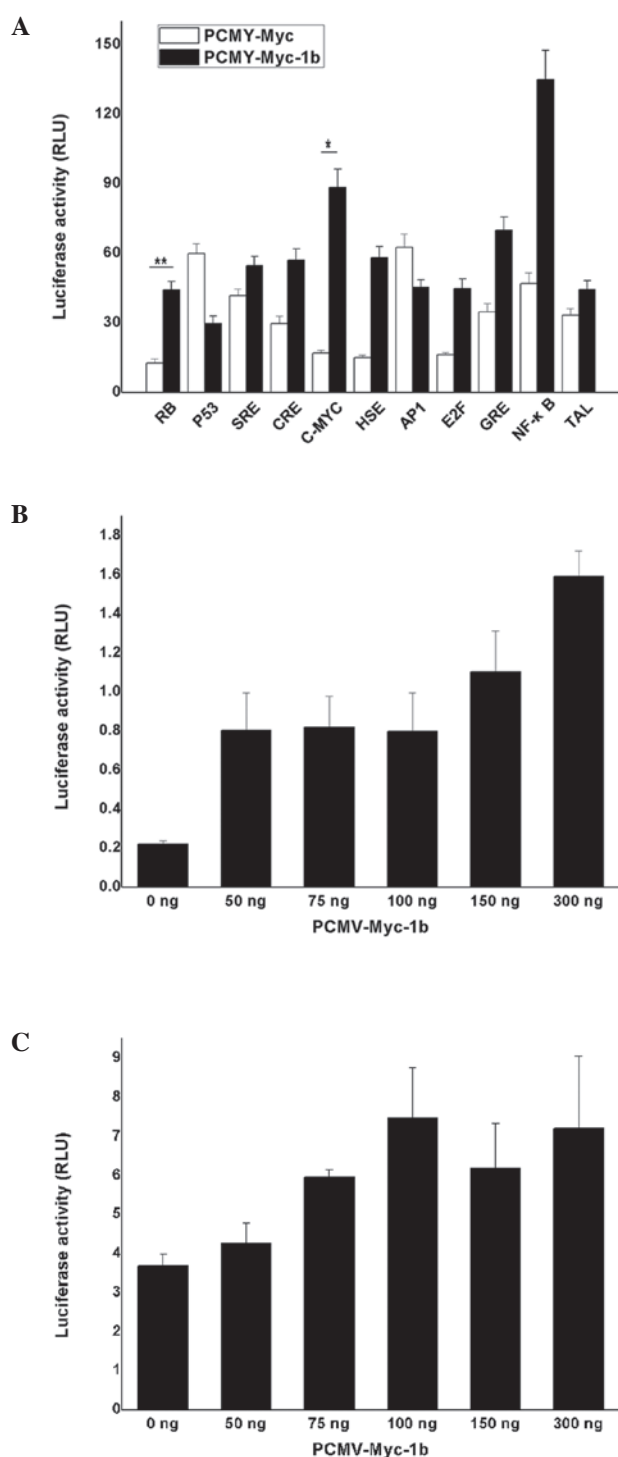 A
150
120
90
60
30
0
Luciferase activity (RLU)
PCMY-Myc
PCMY-Myc-1b
**
*
RB
P53
SRE
CRE
C-MYC
HSE
AP1
E2F
GRE
NF-κ B
TAL
B
1.8
1.6
1.4
1.2
1.0
0.8
0.6
0.4
0.2
0.0
Luciferase activity (RLU)
0 ng 50 ng 75 ng 100 ng 150 ng 300 ng
PCMV-Myc-1b
C
9
8
7
6
5
4
3
2
1
0
Luciferase activity (RLU)
0 ng 50 ng 75 ng 100 ng 150 ng 300 ng
PCMV-Myc-1b